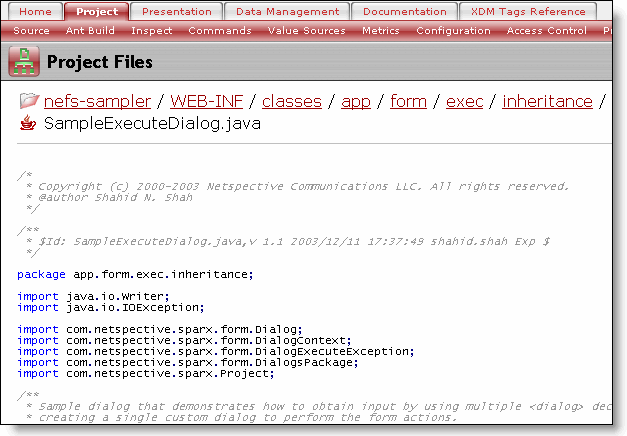 Home Project Presentation Data Management Documentation XDM Tags Reference
Source Ant Build Inspect Commands Value Sources Metrics Configuration Access Control
Project Files
nefs-sampler / WEB-INF / classes / app / form / exec / inheritance /
SampleExecuteDialog.java
/*
* Copyright (c) 2000-2003 Netspective Communications LLC. All rights reserved.
* @author Shahid N. Shah
*/
/**
* $Id: SampleExecuteDialog.java,v 1.1 2003/12/11 17:37:49 shahid.shah Exp $
*/
package app.form.exec.inheritance;
import java.io.Writer;
import java.io.IOException;
import com.netspective.sparx.form.Dialog;
import com.netspective.sparx.form.DialogContext;
import com.netspective.sparx.form.DialogExecuteException;
import com.netspective.sparx.form.DialogsPackage;
import com.netspective.sparx.Project;
/**
* Sample dialog that demonstrates how to obtain input by using multiple <dialog> dec
* creating a single custom dialog to perform the form actions.